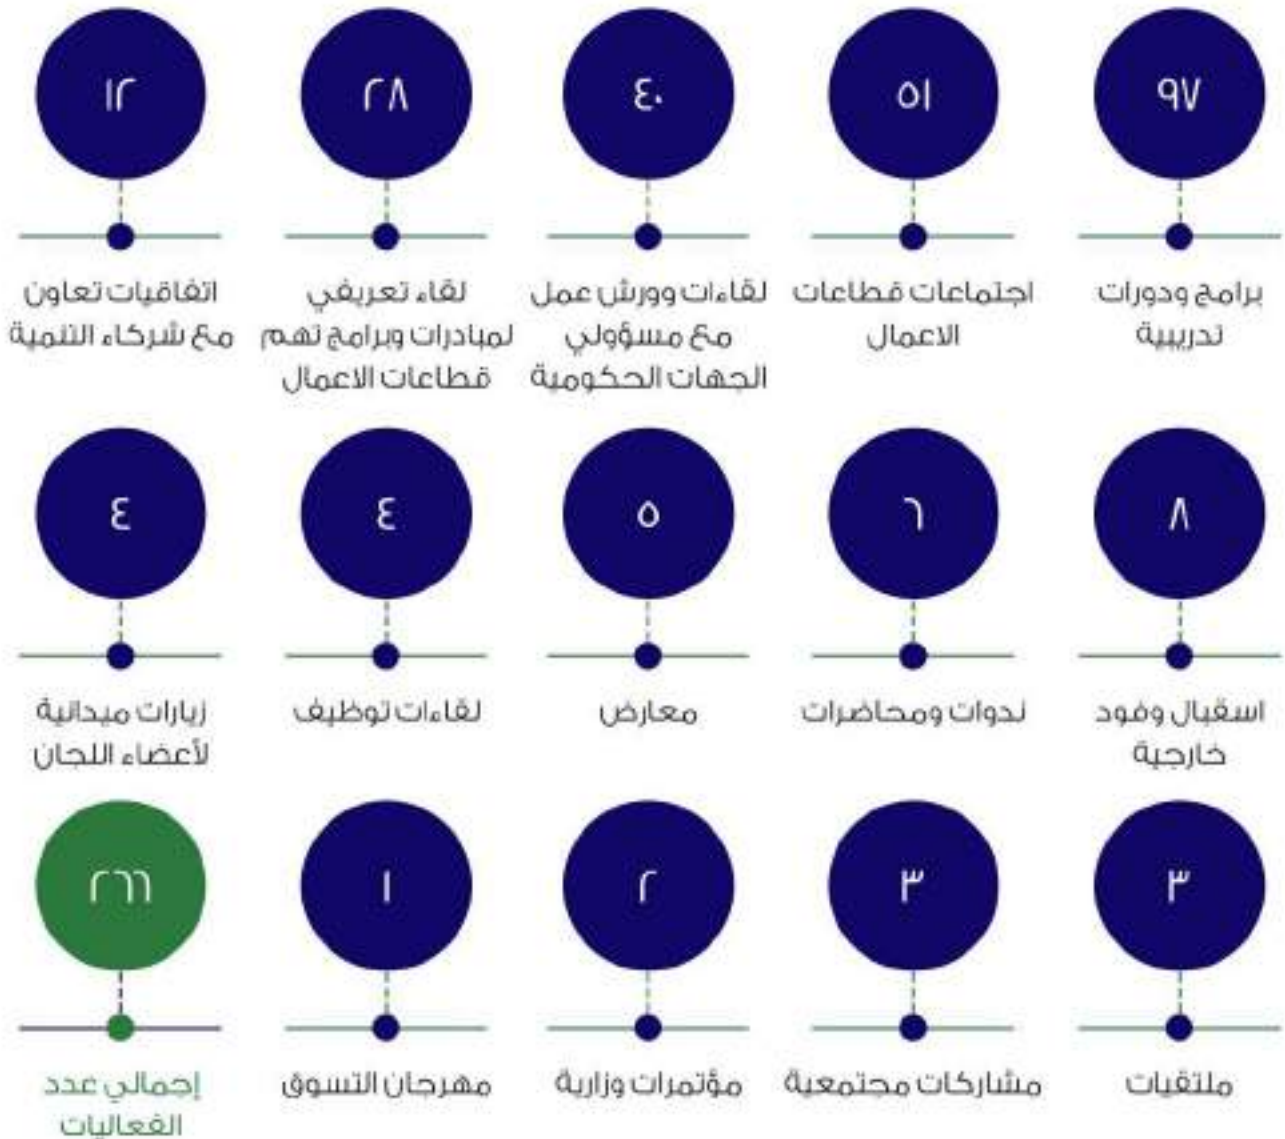 ٩٧
برامج ودورات
تدريبية
٥١
اجتماعات قطاعات
الاعمال
٤٠
لقاءات وورش عمل
مع مسؤولي
الجهات الحكومية
٢٨
لقاء تعريفي
لمبادرات وبرامج تهم
قطاعات الاعمال
١٢
اتفاقيات تعاون
مع شركاء التنمية
٨
اسقبال وفود
خارجية
٦
ندوات ومحاضرات
٥
معارض
٤
لقاءات توظيف
٤
زيارات ميدانية
لأعضاء اللجان
٣
ملتقيات
٣
مشاركات مجتمعية
٢
مؤتمرات وزارية
١
مهرجان التسوق
٢٦٦
إجمالي عدد
الفعاليات